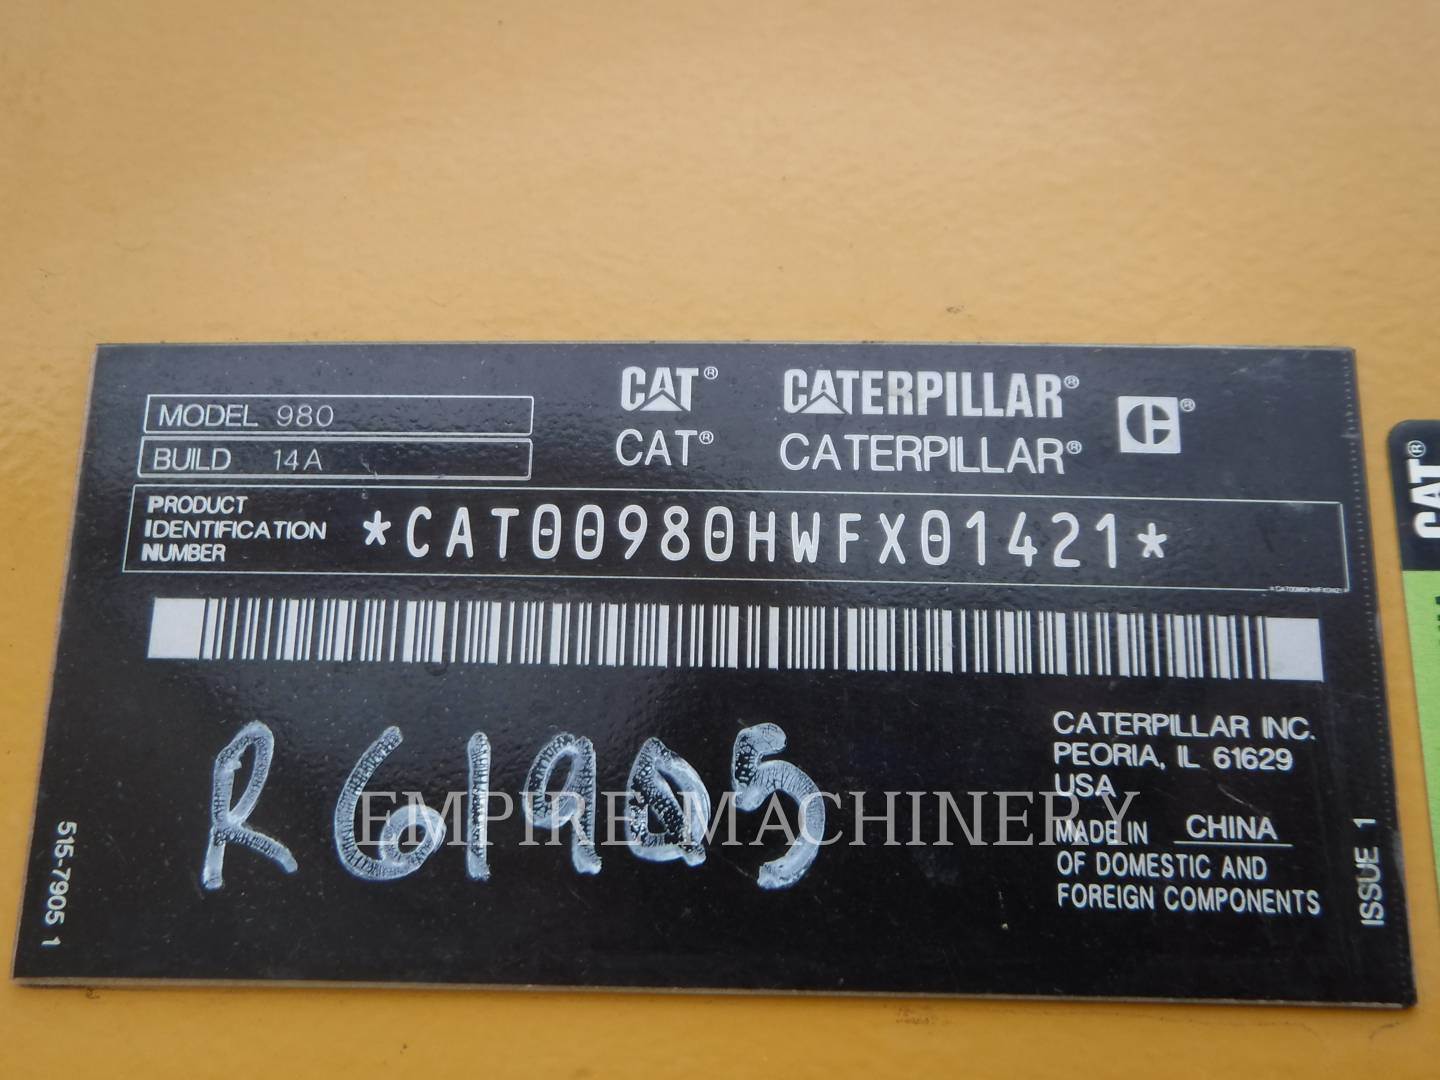 MODEL 980
BUILD 14A
CAT® CATERPILLAR® ®
CAT® CATERPILLAR®
PRODUCT
IDENTIFICATION
NUMBER
*CAT00980HWFX01421*
R61905
CATERPILLAR INC.
PEORIA, IL 61629
USA
MADE IN CHINA
OF DOMESTIC AND
FOREIGN COMPONENTS
515-7905 1
ISSUE 1
EMPIRE MACHINERY
CAT®